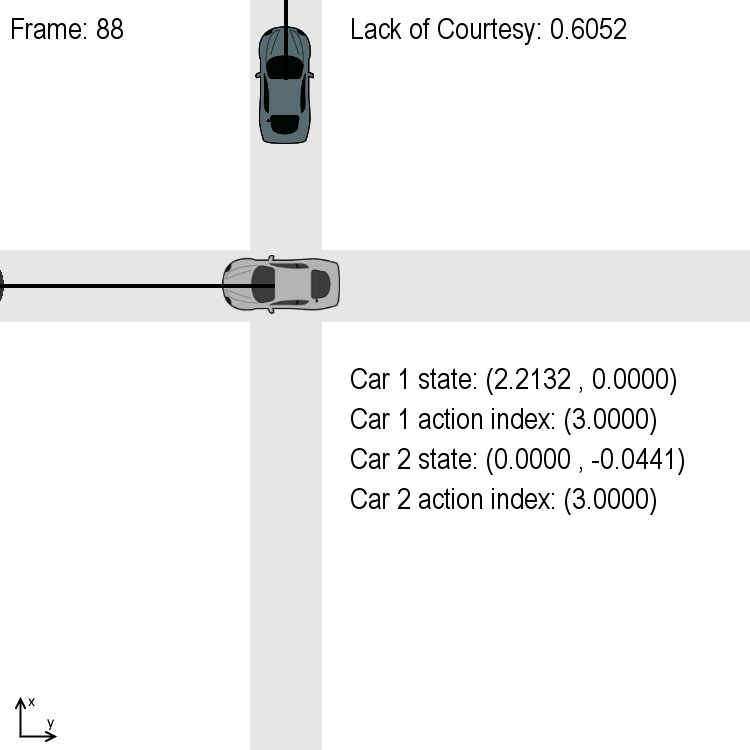 Frame: 88
Lack of Courtesy: 0.6052
Car 1 state: (2.2132 , 0.0000)
Car 1 action index: (3.0000)
Car 2 state: (0.0000 , -0.0441)
Car 2 action index: (3.0000)
x
y